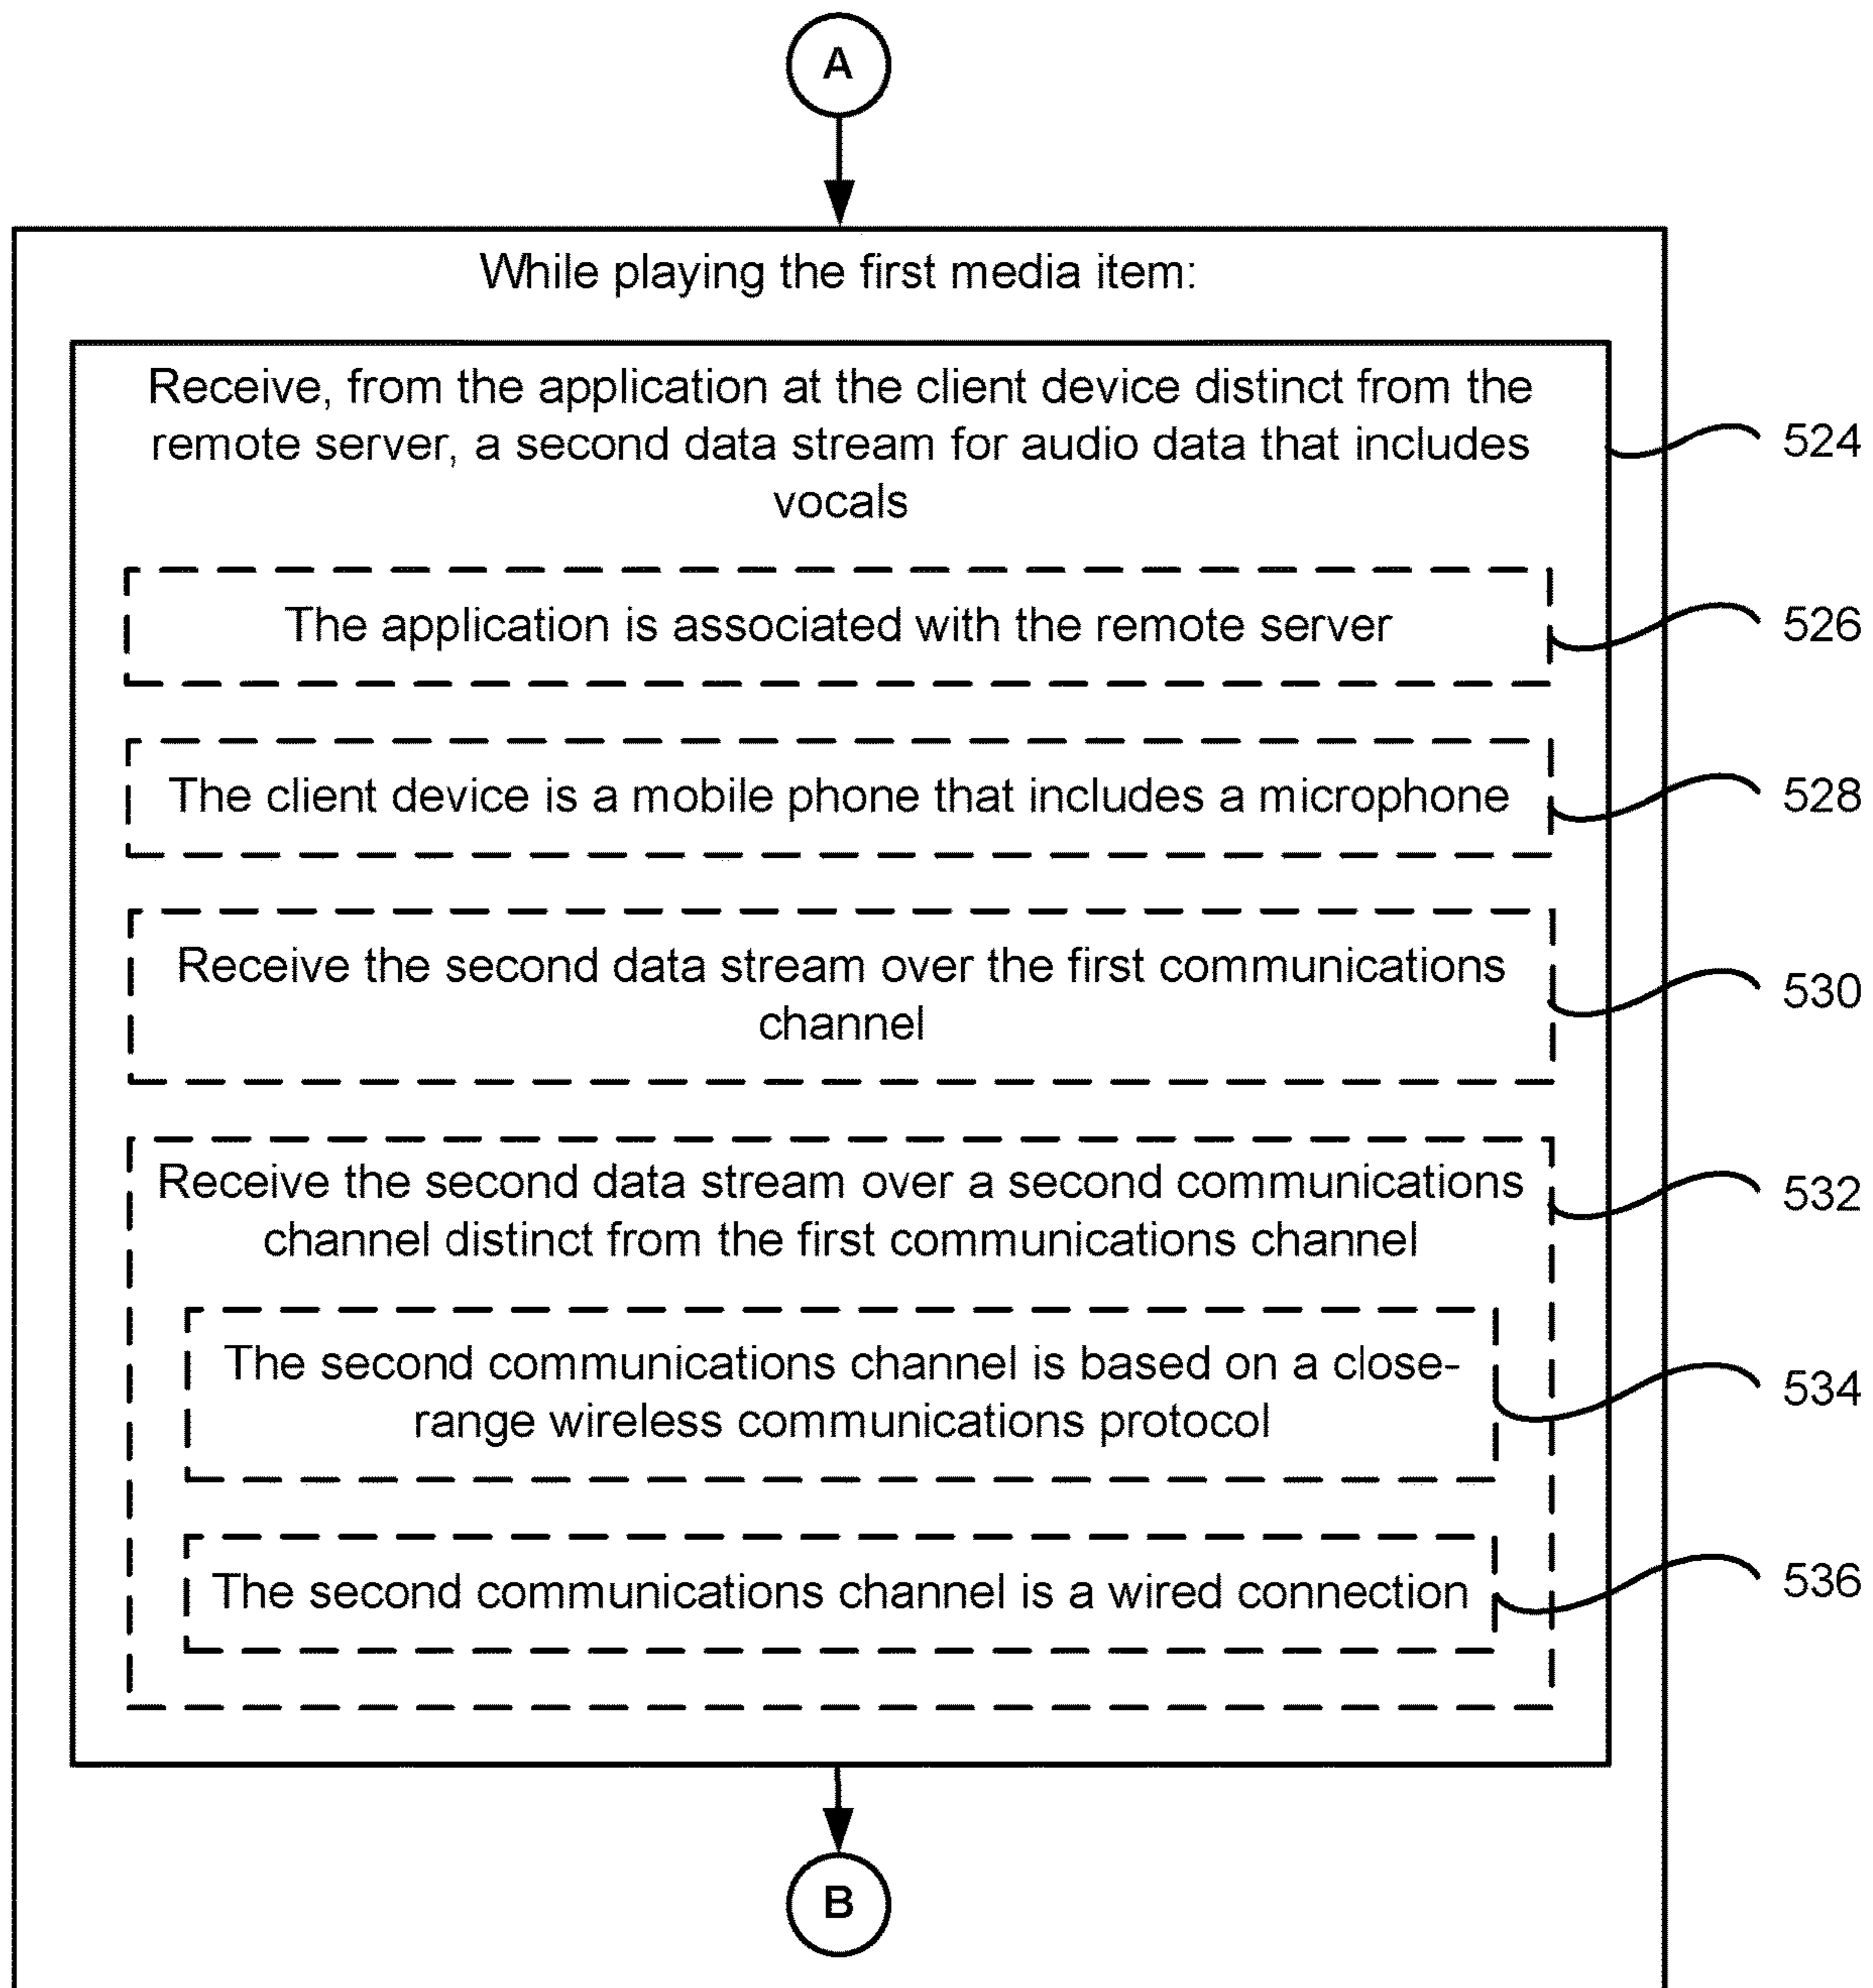 A
While playing the first media item:
Receive, from the application at the client device distinct from the
remote server, a second data stream for audio data that includes
vocals
524
The application is associated with the remote server
526
The client device is a mobile phone that includes a microphone
528
Receive the second data stream over the first communications
channel
530
Receive the second data stream over a second communications
channel distinct from the first communications channel
532
The second communications channel is based on a close-
range wireless communications protocol
534
The second communications channel is a wired connection
536
B